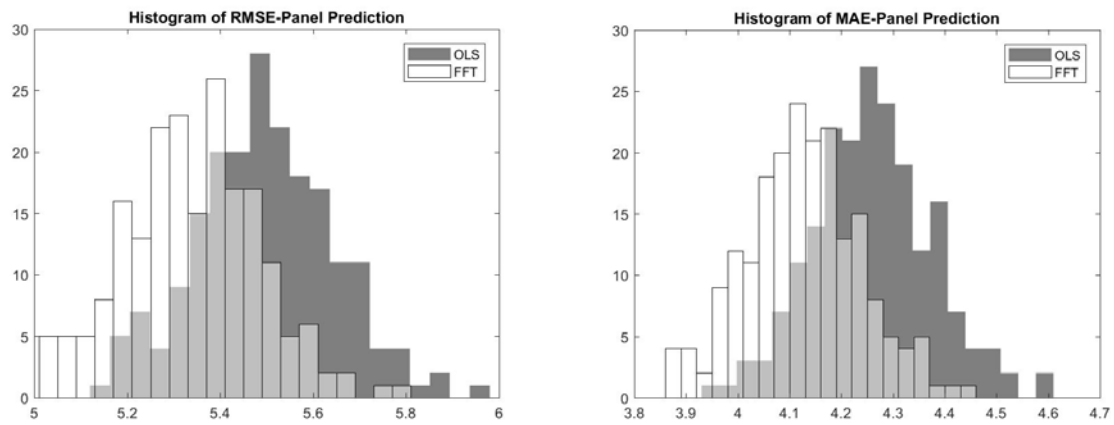 Histogram of RMSE-Panel Prediction
30
25
20
15
10
5
0
5 5.2 5.4 5.6 5.8 6
OLS
FFT
Histogram of MAE-Panel Prediction
30
25
20
15
10
5
0
3.8 3.9 4 4.1 4.2 4.3 4.4 4.5 4.6 4.7
OLS
FFT